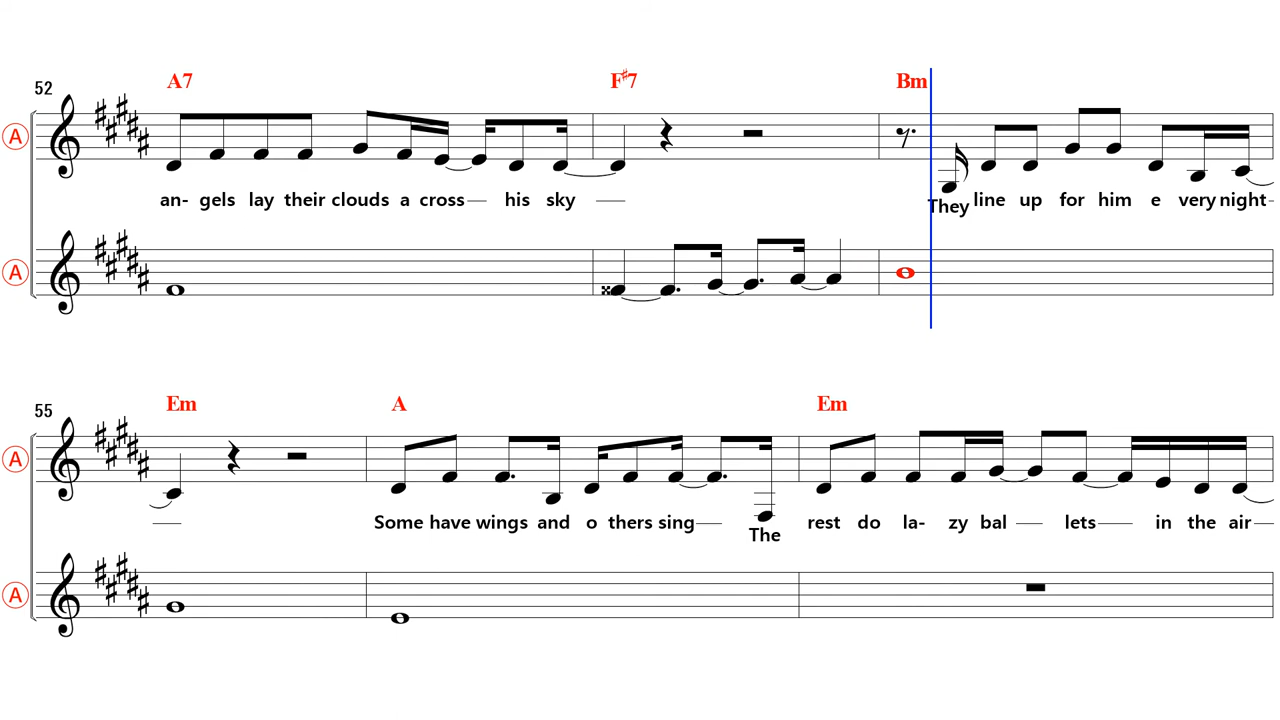 A7 F♯7 Bm
52
A
an- gels lay their clouds a cross his sky They line up for him e very night
A
Em A Em
55
A
Some have wings and o thers sing The rest do la- zy bal lets in the air
A